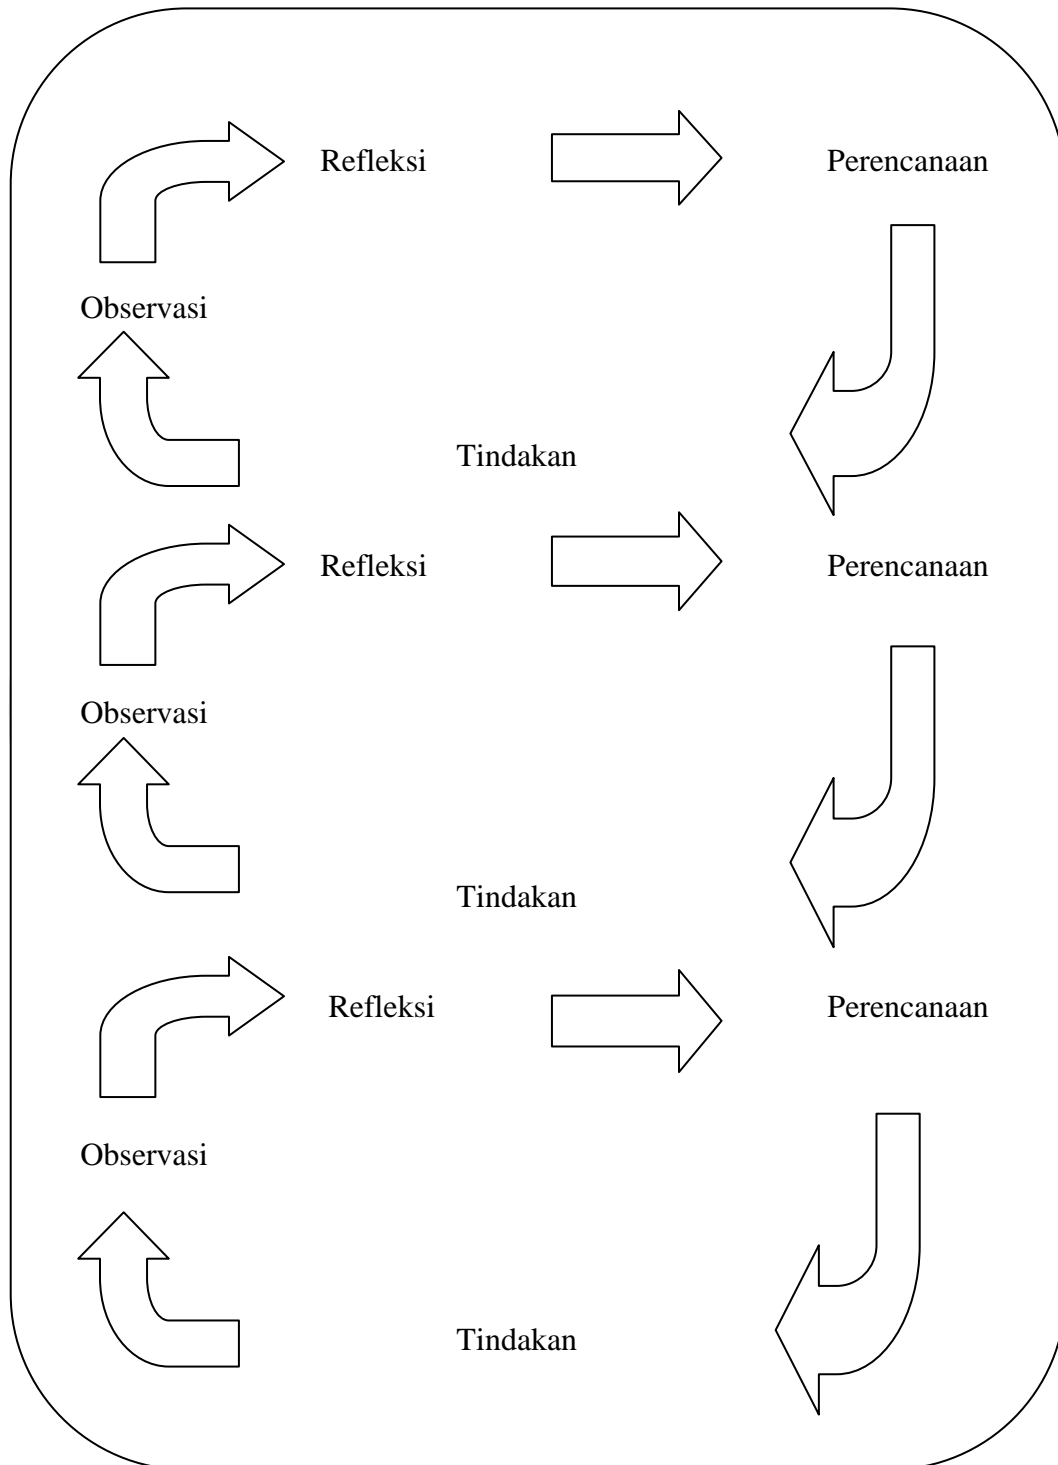 Refleksi Perencanaan
Observasi
Tindakan
Refleksi Perencanaan
Observasi
Tindakan
Refleksi Perencanaan
Observasi
Tindakan